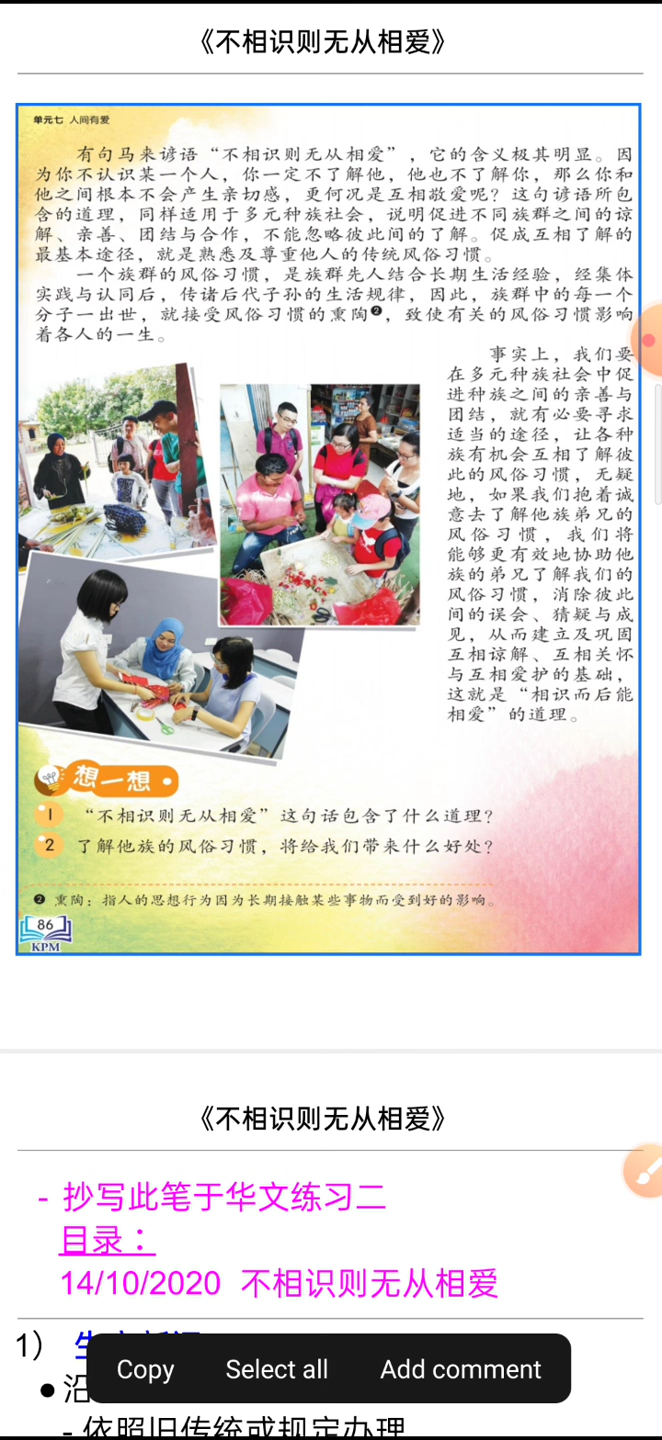 《不相识则无从相爱》
单元七 人间有爱
有句马来谚语“不相识则无从相爱”，它的含义极其明显。因
为你不认识某一个人，你一定不了解他，他也不了解你，那么你和
他之间根本不会产生亲切感，更何况是互相敬爱呢？这句谚语所包
含的道理，同样适用于多元种族社会，说明促进不同族群之间的谅
解、亲善、团结与合作，不能忽略彼此间的了解。促成互相了解的
最基本途径，就是熟悉及尊重他人的传统风俗习惯。
一个族群的风俗习惯，是族群先人结合长期生活经验，经集体
实践与认同后，传诸后代子孙的生活规律，因此，族群中的每一个
分子一出世，就接受风俗习惯的熏陶❷，致使有关的风俗习惯影响
着各人的一生。
事实上，我们要
在多元种族社会中促
进种族之间的亲善与
团结，就有必要寻求
适当的途径，让各种
族有机会互相了解彼
此的风俗习惯，无疑
地，如果我们抱着诚
意去了解他族弟兄的
风俗习惯，我们将
能够更有效地协助他
族的弟兄了解我们的
风俗习惯，消除彼此
间的误会、猜疑与成
见，从而建立及巩固
互相谅解、互相关怀
与互相爱护的基础，
这就是“相识而后能
相爱”的道理。
想一想
1 “不相识则无从相爱”这句话包含了什么道理？
2 了解他族的风俗习惯，将给我们带来什么好处？
❷ 熏陶：指人的思想行为因为长期接触某些事物而受到好的影响。
86
KPM
《不相识则无从相爱》
- 抄写此笔于华文练习二
目录：
14/10/2020 不相识则无从相爱
1）
Copy Select all Add comment
● 沿
- 依照旧传统或规定办理